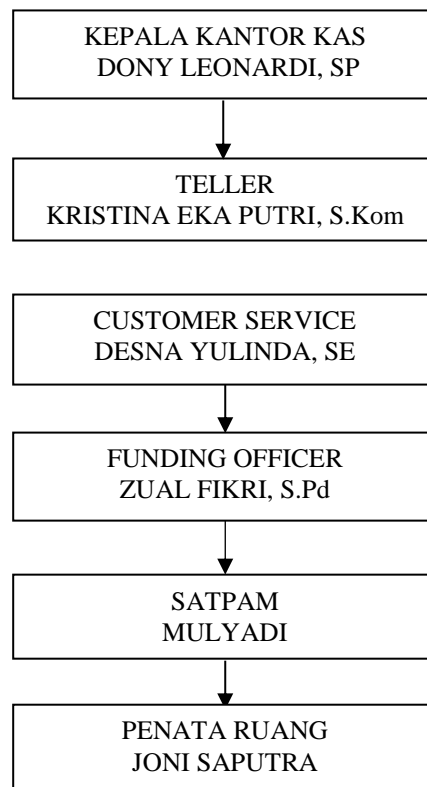 KEPALA KANTOR KAS
DONY LEONARDI, SP
TELLER
KRISTINA EKA PUTRI, S.Kom
CUSTOMER SERVICE
DESNA YULINDA, SE
FUNDING OFFICER
ZUAL FIKRI, S.Pd
SATPAM
MULYADI
PENATA RUANG
JONI SAPUTRA